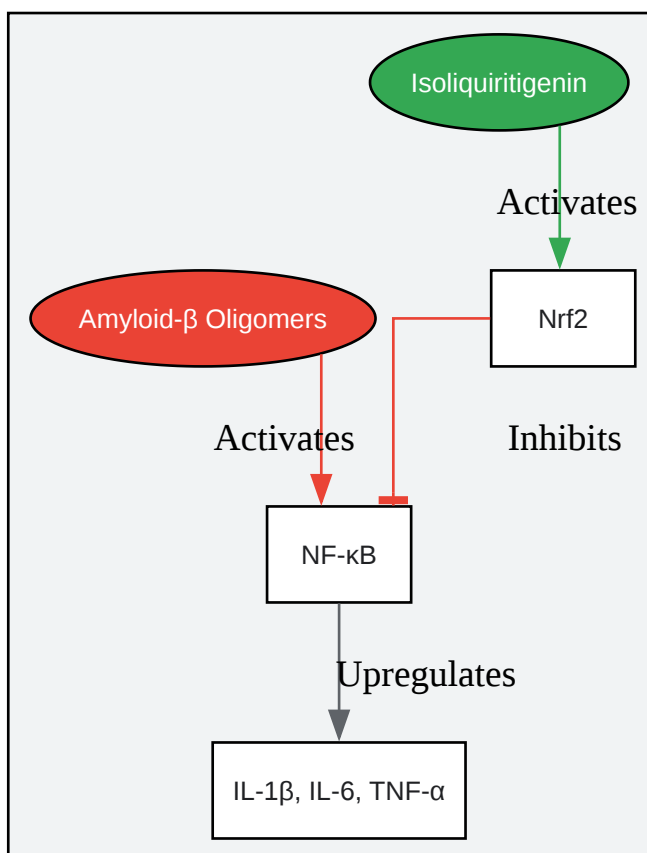 Isoliquiritigenin
Activates
Amyloid-β Oligomers
Nrf2
Activates
Inhibits
NF-κB
Upregulates
IL-1β, IL-6, TNF-α